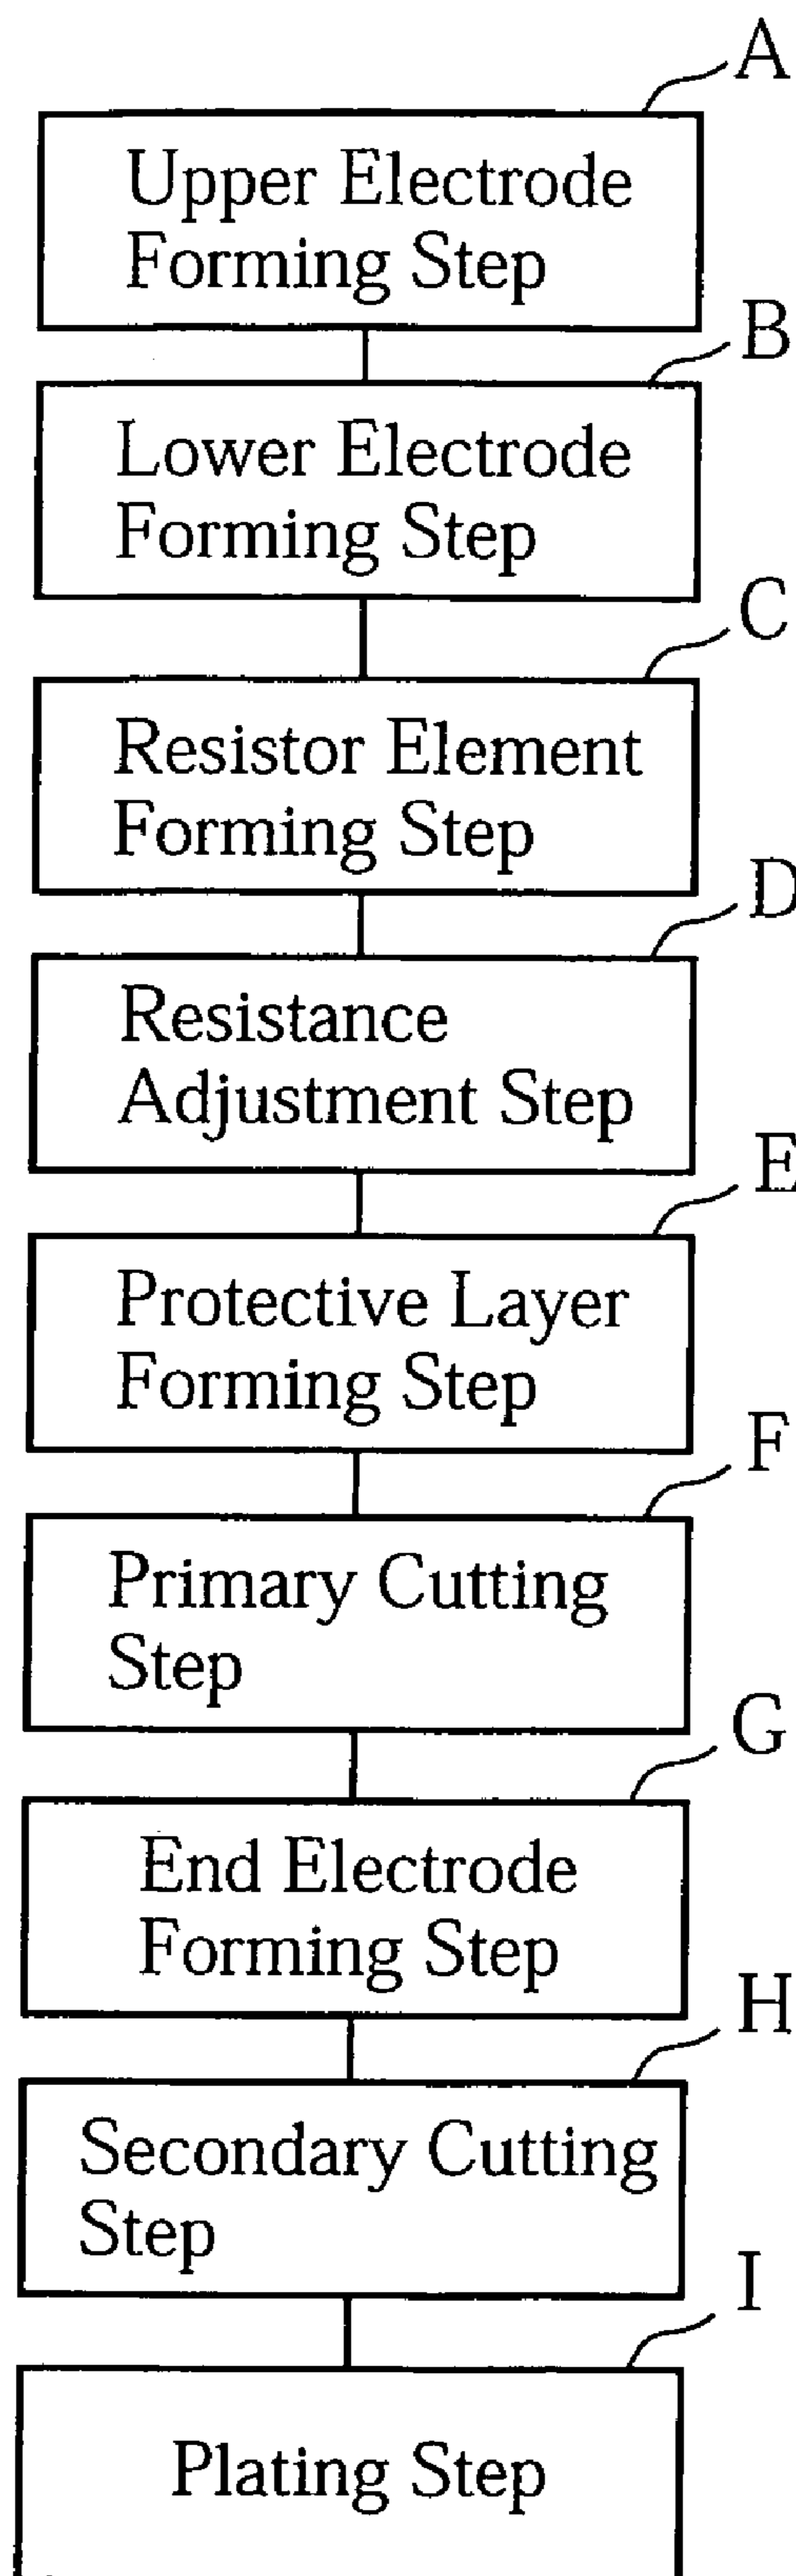 A
Upper Electrode
Forming Step
B
Lower Electrode
Forming Step
C
Resistor Element
Forming Step
D
Resistance
Adjustment Step
E
Protective Layer
Forming Step
F
Primary Cutting
Step
G
End Electrode
Forming Step
H
Secondary Cutting
Step
I
Plating Step